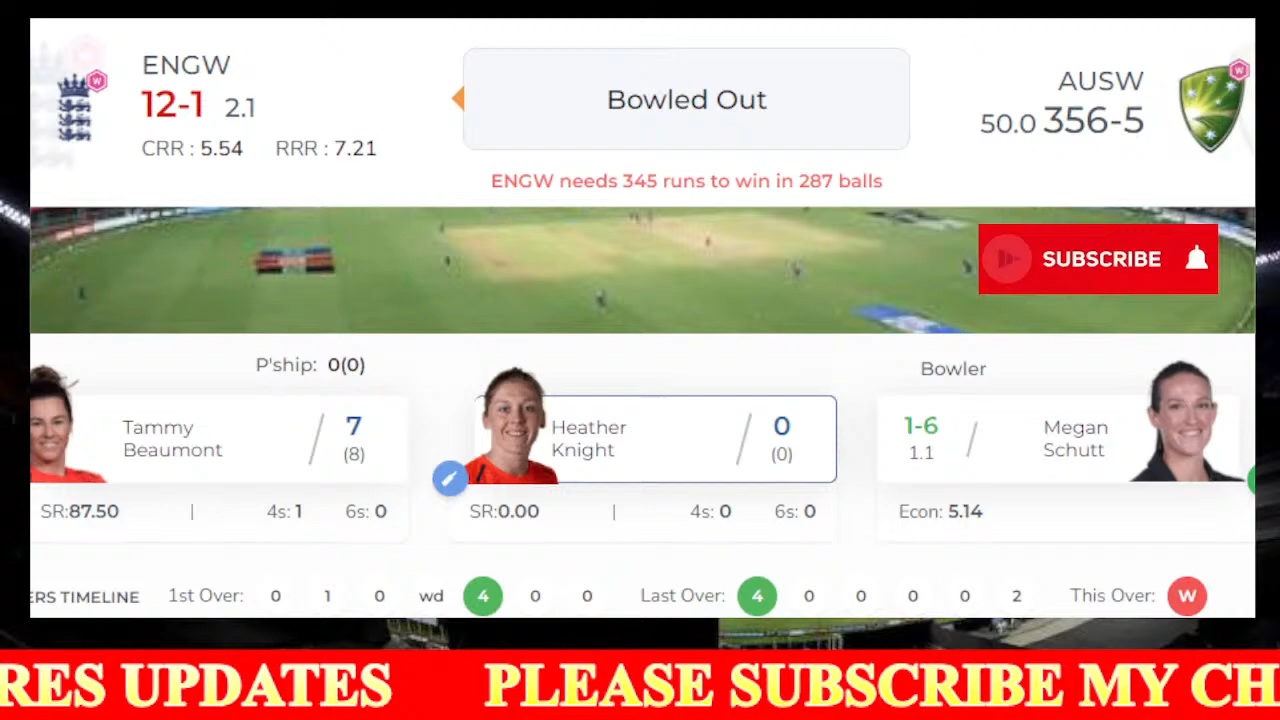 ENGW
12-1 2.1
CRR : 5.54 RRR : 7.21
Bowled Out
ENGW needs 345 runs to win in 287 balls
AUSW
50.0 356-5
W
W
SUBSCRIBE
P'ship: 0(0)
Bowler
Tammy Beaumont
7
(8)
SR:87.50 | 4s: 1 6s: 0
Heather
Knight
0
(0)
SR:0.00 | 4s: 0 6s: 0
1-6
1.1
Megan
Schutt
Econ: 5.14
ERS TIMELINE 1st Over: 0 1 0 wd 4 0 0 Last Over: 4 0 0 0 0 2 This Over: W
RES UPDATES PLEASE SUBSCRIBE MY CH